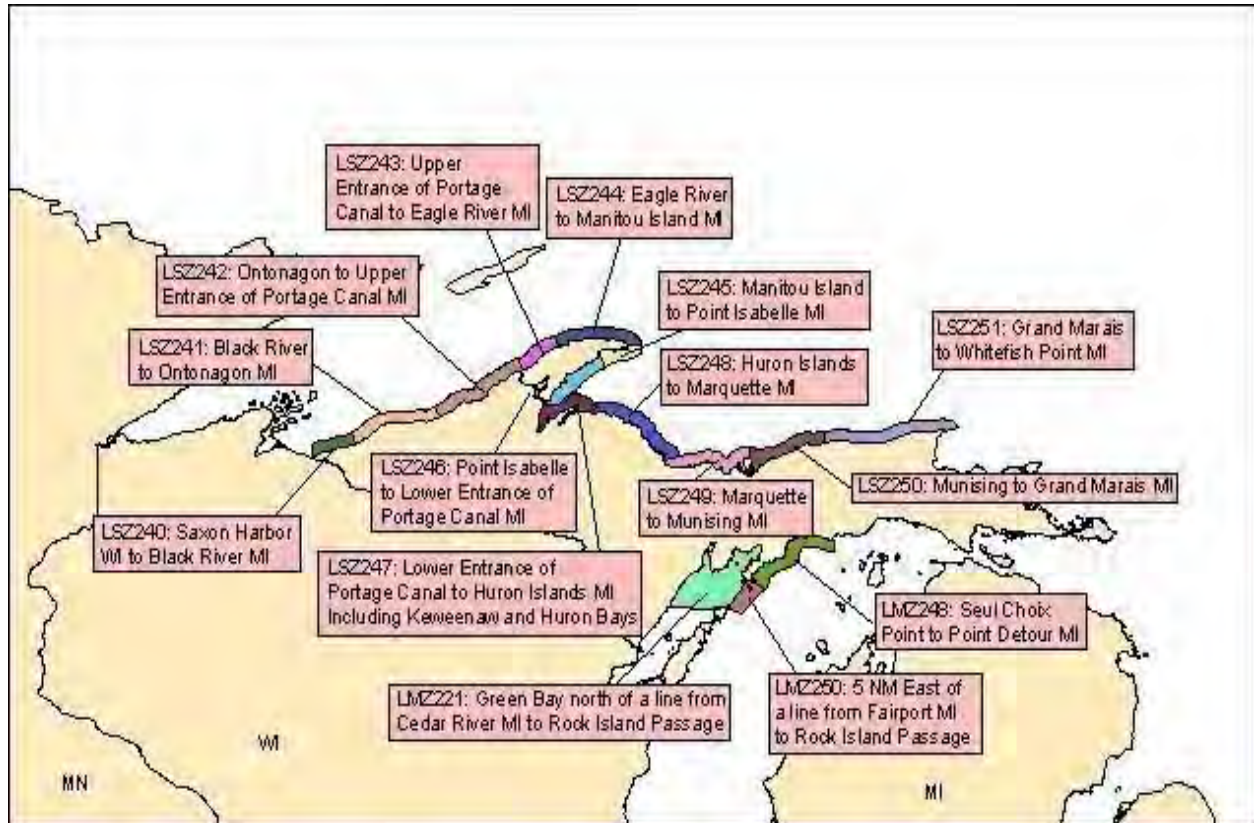 LSZ243: Upper
Entrance of Portage
Canal to Eagle River MI
LSZ244: Eagle River
to Manitou Island MI
LSZ242: Ontonagon to Upper
Entrance of Portage Canal MI
LSZ245: Manitou Island
to Point Isabelle MI
LSZ241: Black River
to Ontonagon MI
LSZ251: Grand Marais
to Whitefish Point MI
LSZ248: Huron Islands
to Marquette MI
LSZ246: Point Isabelle
to Lower Entrance of
Portage Canal MI
LSZ249: Marquette
to Munising MI
LSZ250: Munising to Grand Marais MI
LSZ240: Saxon Harbor
WI to Black River MI
LSZ247: Lower Entrance of
Portage Canal to Huron Islands MI
Including Keweenaw and Huron Bays
LMZ248: Seul Choix
Point to Point Detour MI
LMZ221: Green Bay north of a line from
Cedar River MI to Rock Island Passage
LMZ250: 5 NM East of
a line from Fairport MI
to Rock Island Passage
WI
MN
MI